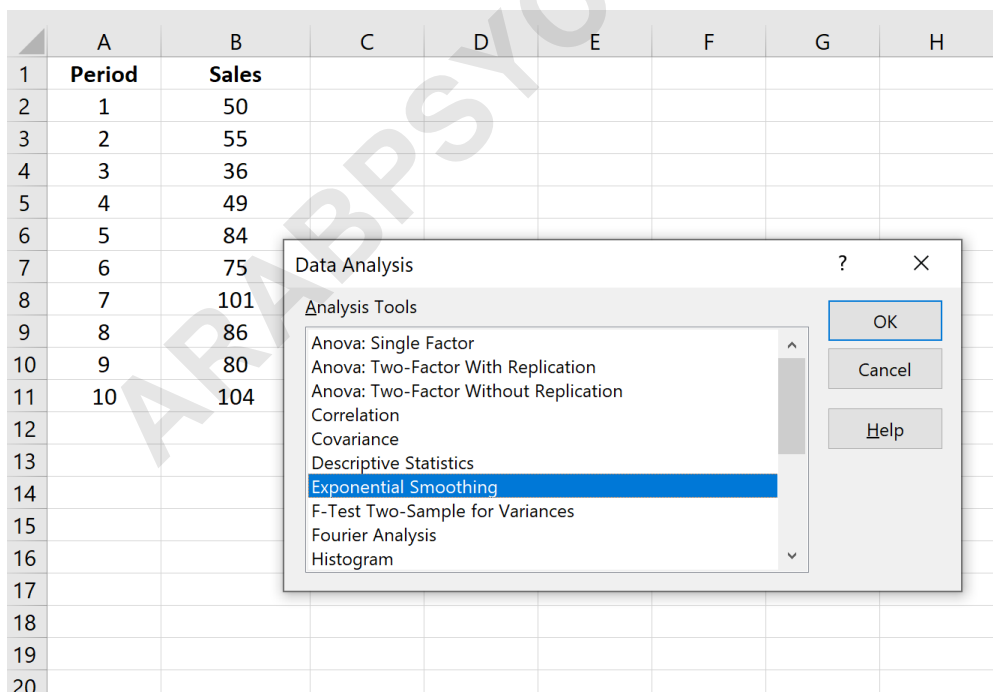 A B C D E F G H
1 Period Sales
2 1 50
3 2 55
4 3 36
5 4 49
6 5 84
7 6 75
8 7 101
9 8 86
10 9 80
11 10 104
12
13
14
15
16
17
18
19
20
Data Analysis ? 
Analysis Tools
Anova: Single Factor
Anova: Two-Factor With Replication
Anova: Two-Factor Without Replication
Correlation
Covariance
Descriptive Statistics
Exponential Smoothing
F-Test Two-Sample for Variances
Fourier Analysis
Histogram
OK
Cancel
Help
ARABPSYO